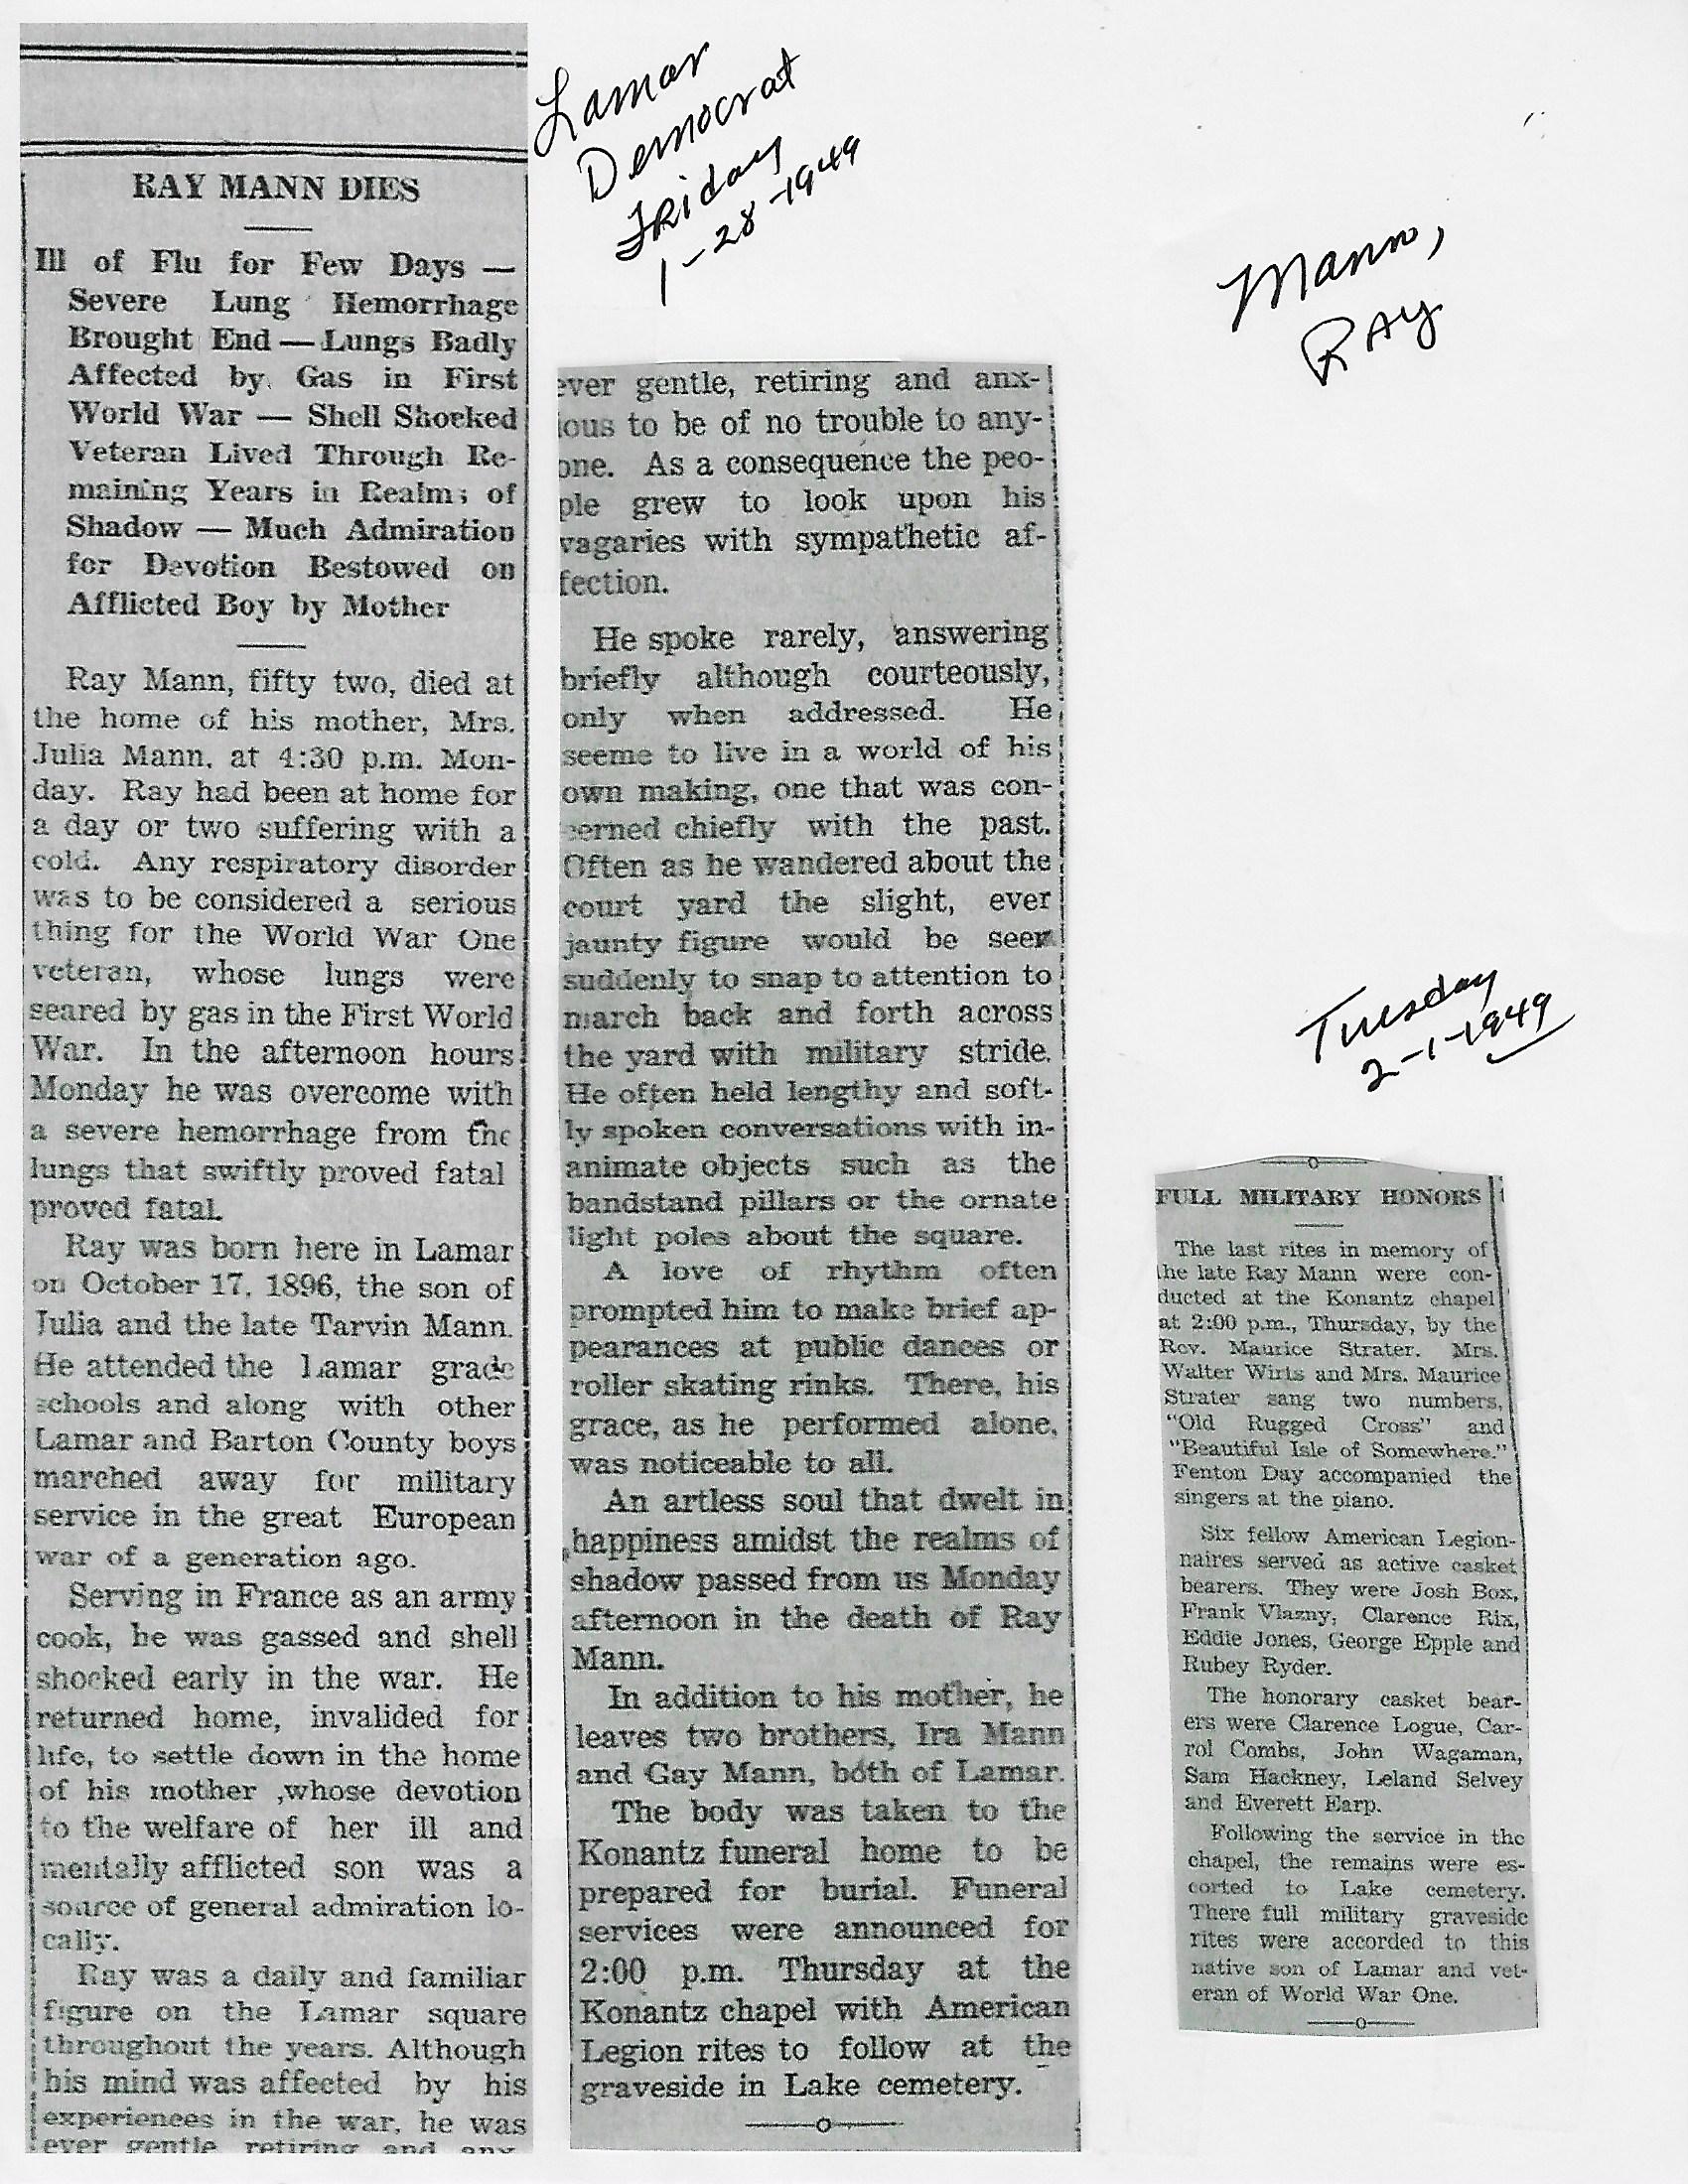 RAY MANN DIES
Ill of Flu for Few Days —
Severe Lung Hemorrhage
Brought End — Lungs Badly
Affected by Gas in First
World War — Shell Shocked
Veteran Lived Through Re-
maining Years in Realms of
Shadow — Much Admiration
for Devotion Bestowed on
Afflicted Boy by Mother
Ray Mann, fifty two, died at
the home of his mother, Mrs.
Julia Mann, at 4:30 p.m. Mon-
day. Ray had been at home for
a day or two suffering with a
cold. Any respiratory disorder
was to be considered a serious
thing for the World War One
veteran, whose lungs were
seared by gas in the First World
War. In the afternoon hours
Monday he was overcome with
a severe hemorrhage from the
lungs that swiftly proved fatal
proved fatal.
Ray was born here in Lamar
on October 17, 1896, the son of
Julia and the late Tarvin Mann.
He attended the Lamar grade
schools and along with other
Lamar and Barton County boys
marched away for military
service in the great European
war of a generation ago.
Serving in France as an army
cook, he was gassed and shell
shocked early in the war. He
returned home, invalided for
life, to settle down in the home
of his mother ,whose devotion
to the welfare of her ill and
mentally afflicted son was a
source of general admiration lo-
cally.
Ray was a daily and familiar
figure on the Lamar square
throughout the years. Although
his mind was affected by his
experiences in the war, he was
ever gentle, retiring and anx-
Lamar
Democrat
Friday
1-28-1949
ever gentle, retiring and anx-
ious to be of no trouble to any-
one. As a consequence the peo-
ple grew to look upon his
vagaries with sympathetic af-
fection.
He spoke rarely, answering
briefly although courteously,
only when addressed. He
seeme to live in a world of his
own making, one that was con-
cerned chiefly with the past.
Often as he wandered about the
court yard the slight, ever
jaunty figure would be seen
suddenly to snap to attention to
march back and forth across
the yard with military stride.
He often held lengthy and soft-
ly spoken conversations with in-
animate objects such as the
bandstand pillars or the ornate
light poles about the square.
A love of rhythm often
prompted him to make brief ap-
pearances at public dances or
roller skating rinks. There, his
grace, as he performed alone,
was noticeable to all.
An artless soul that dwelt in
happiness amidst the realms of
shadow passed from us Monday
afternoon in the death of Ray
Mann.
In addition to his mother, he
leaves two brothers, Ira Mann
and Gay Mann, both of Lamar.
The body was taken to the
Konantz funeral home to be
prepared for burial. Funeral
services were announced for
2:00 p.m. Thursday at the
Konantz chapel with American
Legion rites to follow at the
graveside in Lake cemetery.
Mann,
Ray
Tuesday
2-1-1949
FULL MILITARY HONORS
The last rites in memory of
the late Ray Mann were con-
ducted at the Konantz chapel
at 2:00 p.m., Thursday, by the
Rev. Maurice Strater. Mrs.
Walter Wirts and Mrs. Maurice
Strater sang two numbers,
"Old Rugged Cross" and
"Beautiful Isle of Somewhere."
Fenton Day accompanied the
singers at the piano.
Six fellow American Legion-
naires served as active casket
bearers. They were Josh Box,
Frank Vlazny, Clarence Rix,
Eddie Jones, George Epple and
Rubey Ryder.
The honorary casket bear-
ers were Clarence Logue, Car-
rol Combs, John Wagaman,
Sam Hackney, Leland Selvey
and Everett Earp.
Following the service in the
chapel, the remains were es-
corted to Lake cemetery.
There full military graveside
rites were accorded to this
native son of Lamar and vet-
eran of World War One.